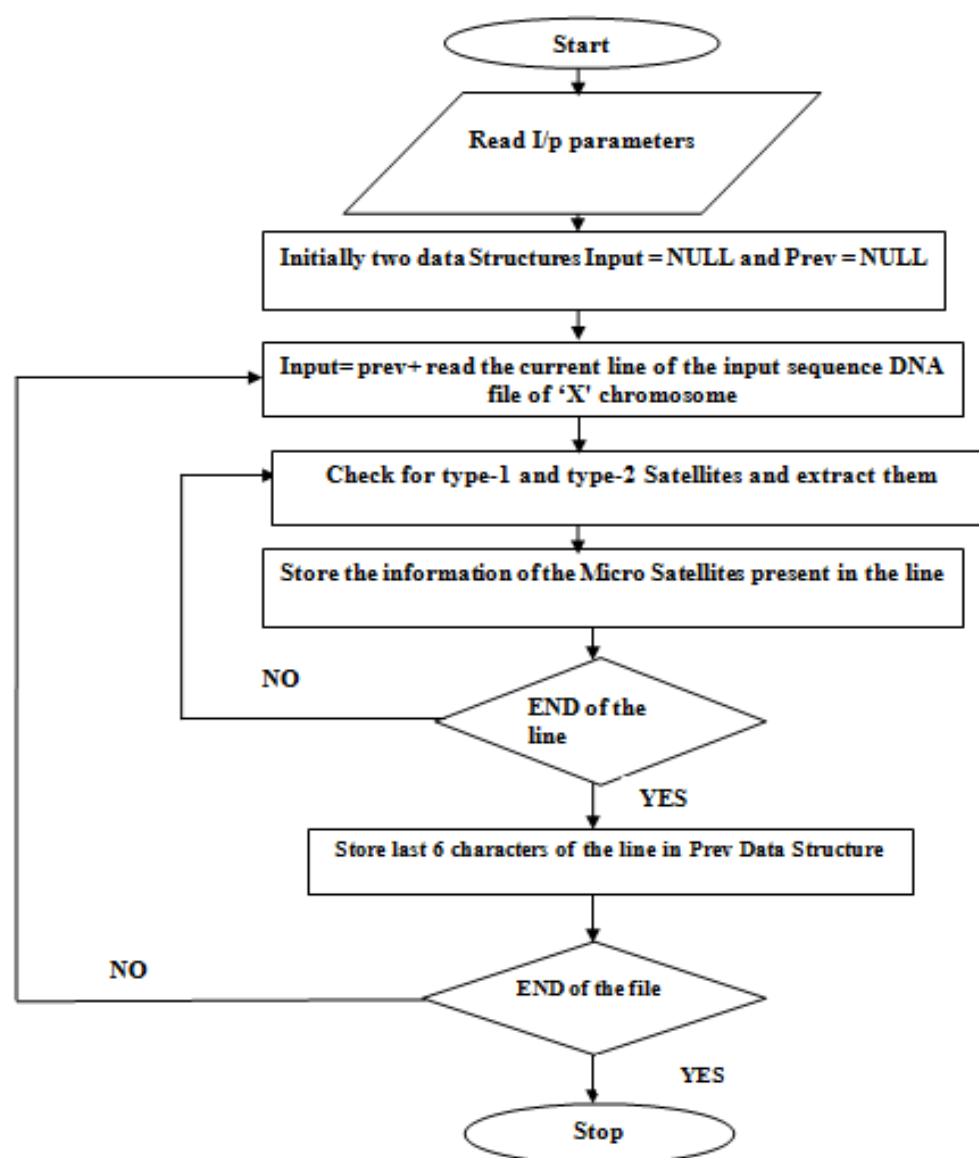 Start
Read I/p parameters
Initially two data Structures Input = NULL and Prev = NULL
Input= prev+ read the current line of the input sequence DNA
file of ‘X' chromosome
Check for type-1 and type-2 Satellites and extract them
Store the information of the Micro Satellites present in the line
NO
END of the
line
YES
Store last 6 characters of the line in Prev Data Structure
NO
END of the file
YES
Stop